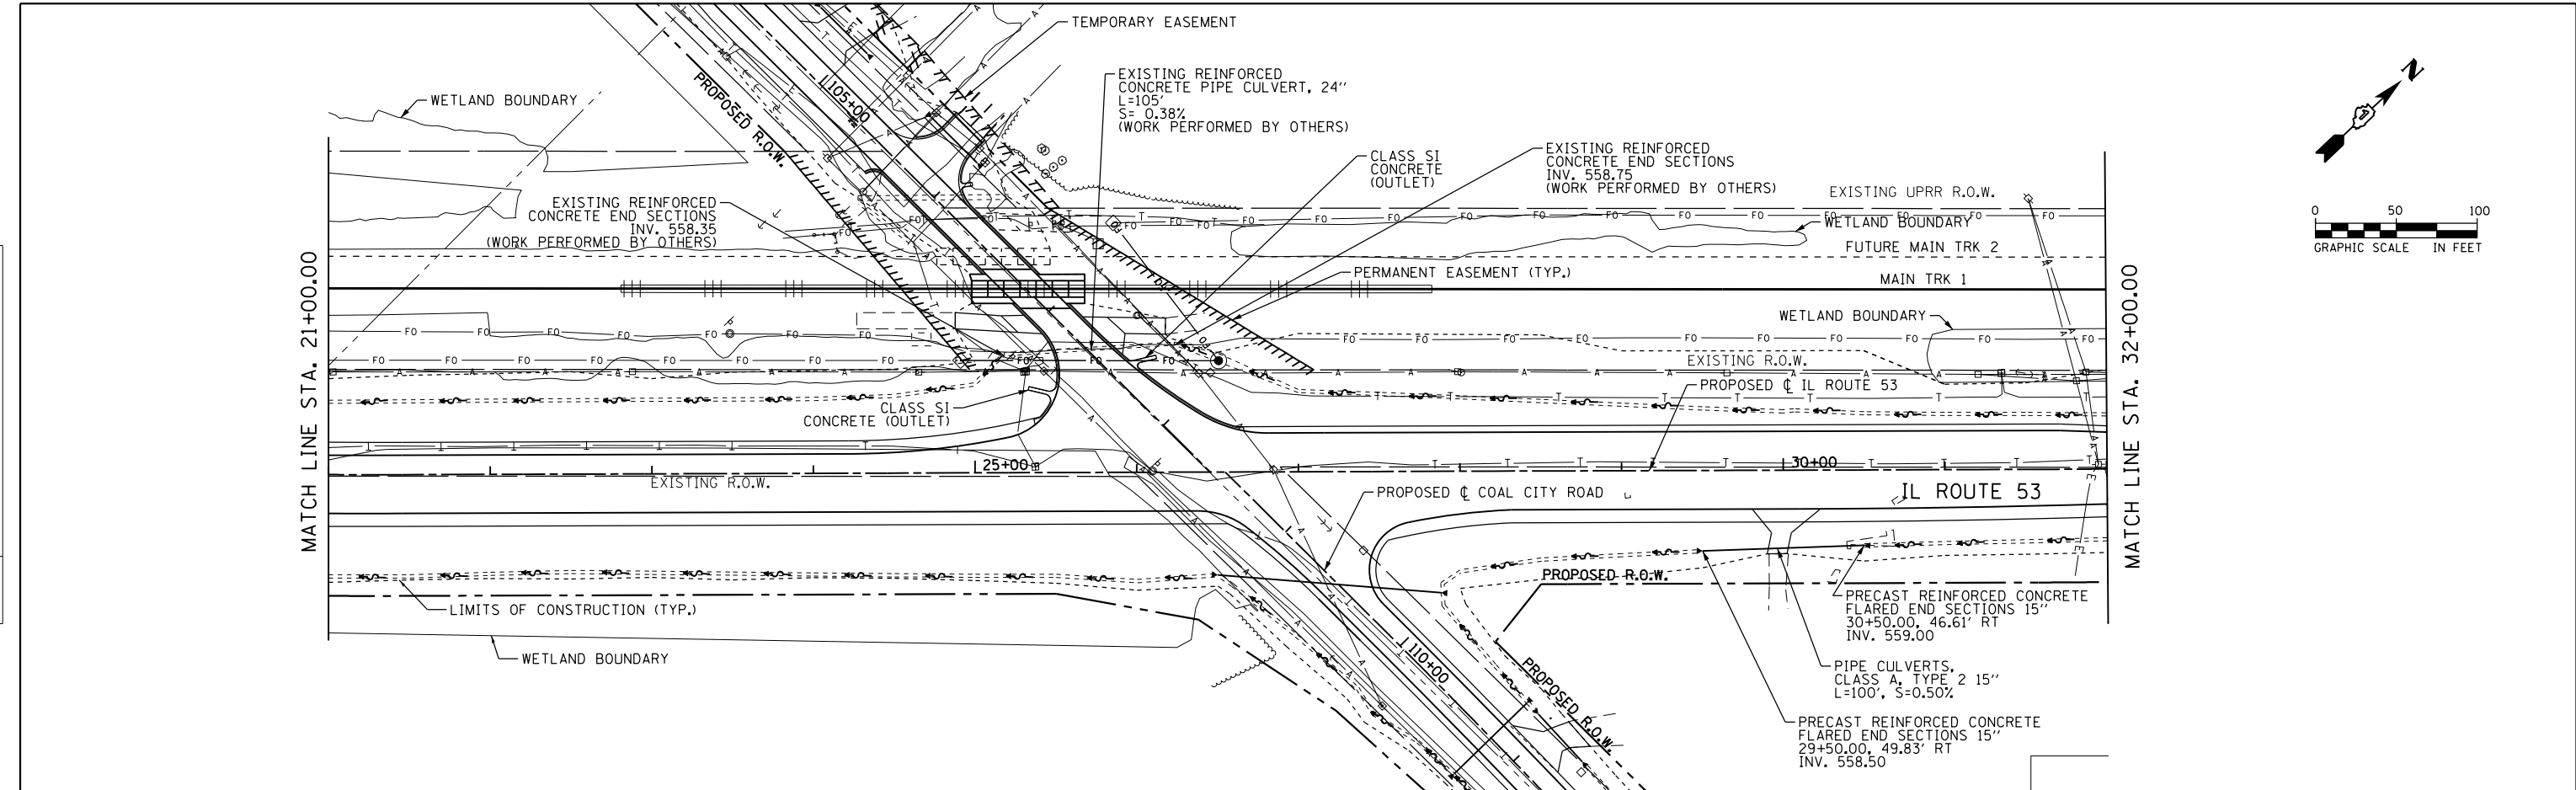 TEMPORARY EASEMENT
EXISTING REINFORCED
CONCRETE PIPE CULVERT, 24"
L=105'
S= 0.38%
(WORK PERFORMED BY OTHERS)
WETLAND BOUNDARY
PROPOSED R.O.W.
105+00
EXISTING REINFORCED
CONCRETE END SECTIONS
INV. 558.35
(WORK PERFORMED BY OTHERS)
CLASS SI
CONCRETE
(OUTLET)
EXISTING REINFORCED
CONCRETE END SECTIONS
INV. 558.75
(WORK PERFORMED BY OTHERS)
EXISTING UPRR R.O.W.
WETLAND BOUNDARY
FUTURE MAIN TRK 2
PERMANENT EASEMENT (TYP.)
MAIN TRK 1
WETLAND BOUNDARY
EXISTING R.O.W.
PROPOSED ℄ IL ROUTE 53
N
0 50 100
GRAPHIC SCALE IN FEET
MATCH LINE STA. 21+00.00
MATCH LINE STA. 32+00.00
CLASS SI
CONCRETE (OUTLET)
25+00
30+00
EXISTING R.O.W.
PROPOSED ℄ COAL CITY ROAD
IL ROUTE 53
LIMITS OF CONSTRUCTION (TYP.)
WETLAND BOUNDARY
PROPOSED R.O.W.
110+00
PROPOSED R.O.W.
PRECAST REINFORCED CONCRETE
FLARED END SECTIONS 15"
30+50.00, 46.61' RT
INV. 559.00
PIPE CULVERTS,
CLASS A, TYPE 2 15"
L=100', S=0.50%
PRECAST REINFORCED CONCRETE
FLARED END SECTIONS 15"
29+50.00, 49.83' RT
INV. 558.50